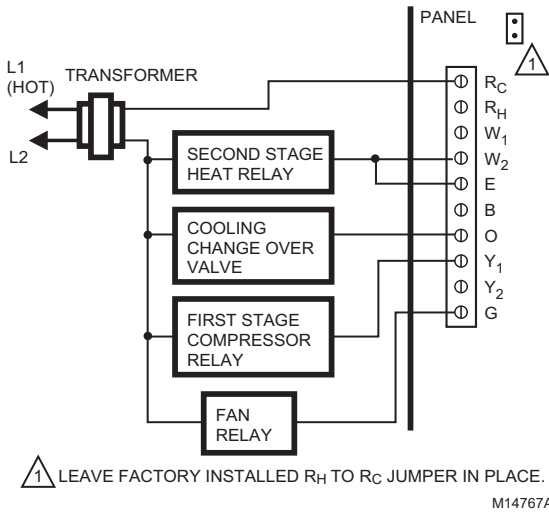 PANEL
1
L1
(HOT)
TRANSFORMER
L2
RC
RH
W1
W2
E
B
O
Y1
Y2
G
SECOND STAGE
HEAT RELAY
COOLING
CHANGE OVER
VALVE
FIRST STAGE
COMPRESSOR
RELAY
FAN
RELAY
1 LEAVE FACTORY INSTALLED RH TO RC JUMPER IN PLACE.
M14767A